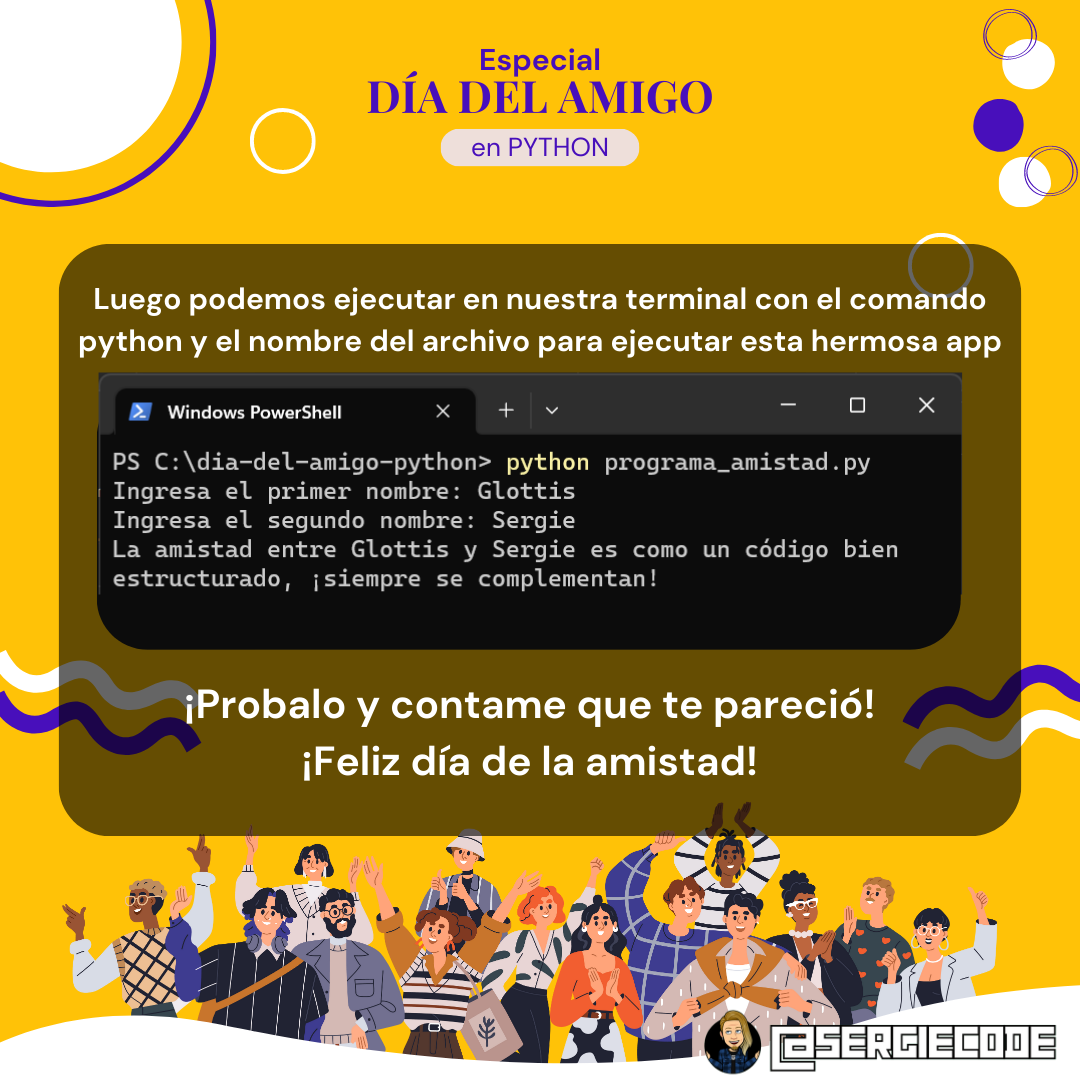 Especial
DÍA DEL AMIGO
en PYTHON
Luego podemos ejecutar en nuestra terminal con el comando
python y el nombre del archivo para ejecutar esta hermosa app
Windows PowerShell
PS C:\dia-del-amigo-python> python programa_amistad.py
Ingresa el primer nombre: Glottis
Ingresa el segundo nombre: Sergie
La amistad entre Glottis y Sergie es como un código bien
estructurado, ¡siempre se complementan!
¡Probalo y contame que te pareció!
¡Feliz día de la amistad!
@SERGIECODE